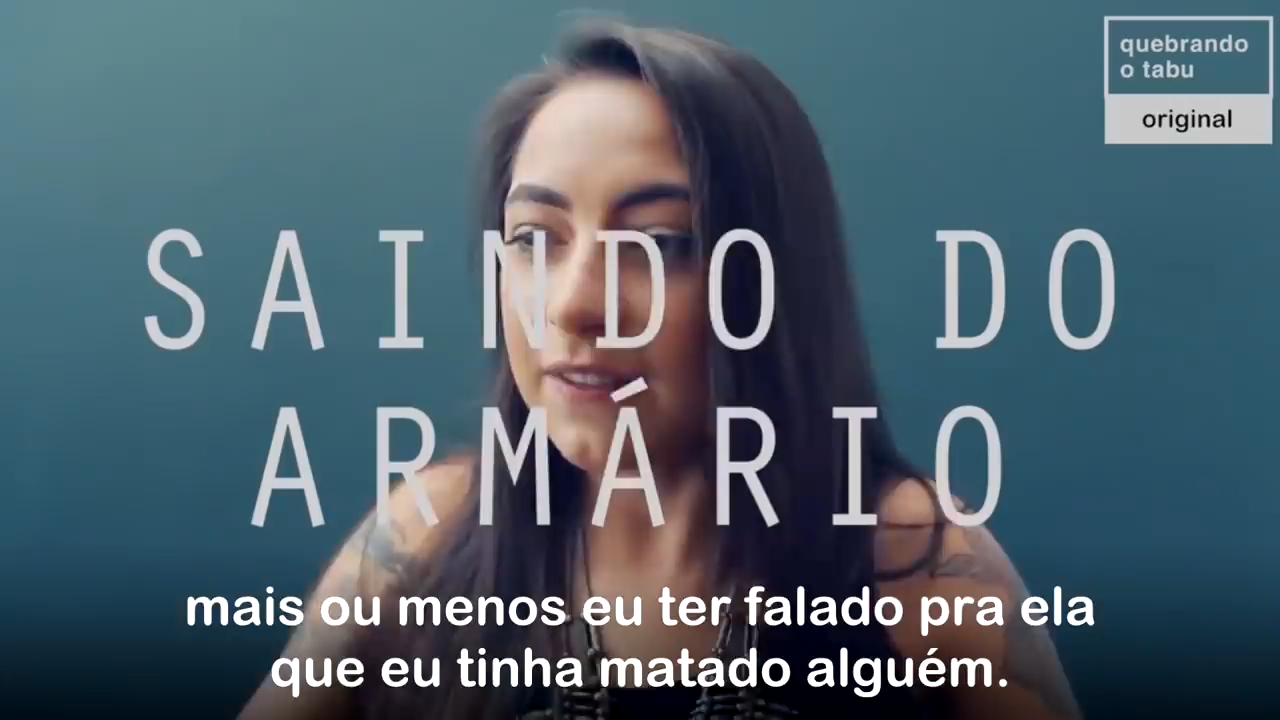 quebrando
o tabu
original
SAINDO DO
ARMÁRIO
mais ou menos eu ter falado pra ela
que eu tinha matado alguém.